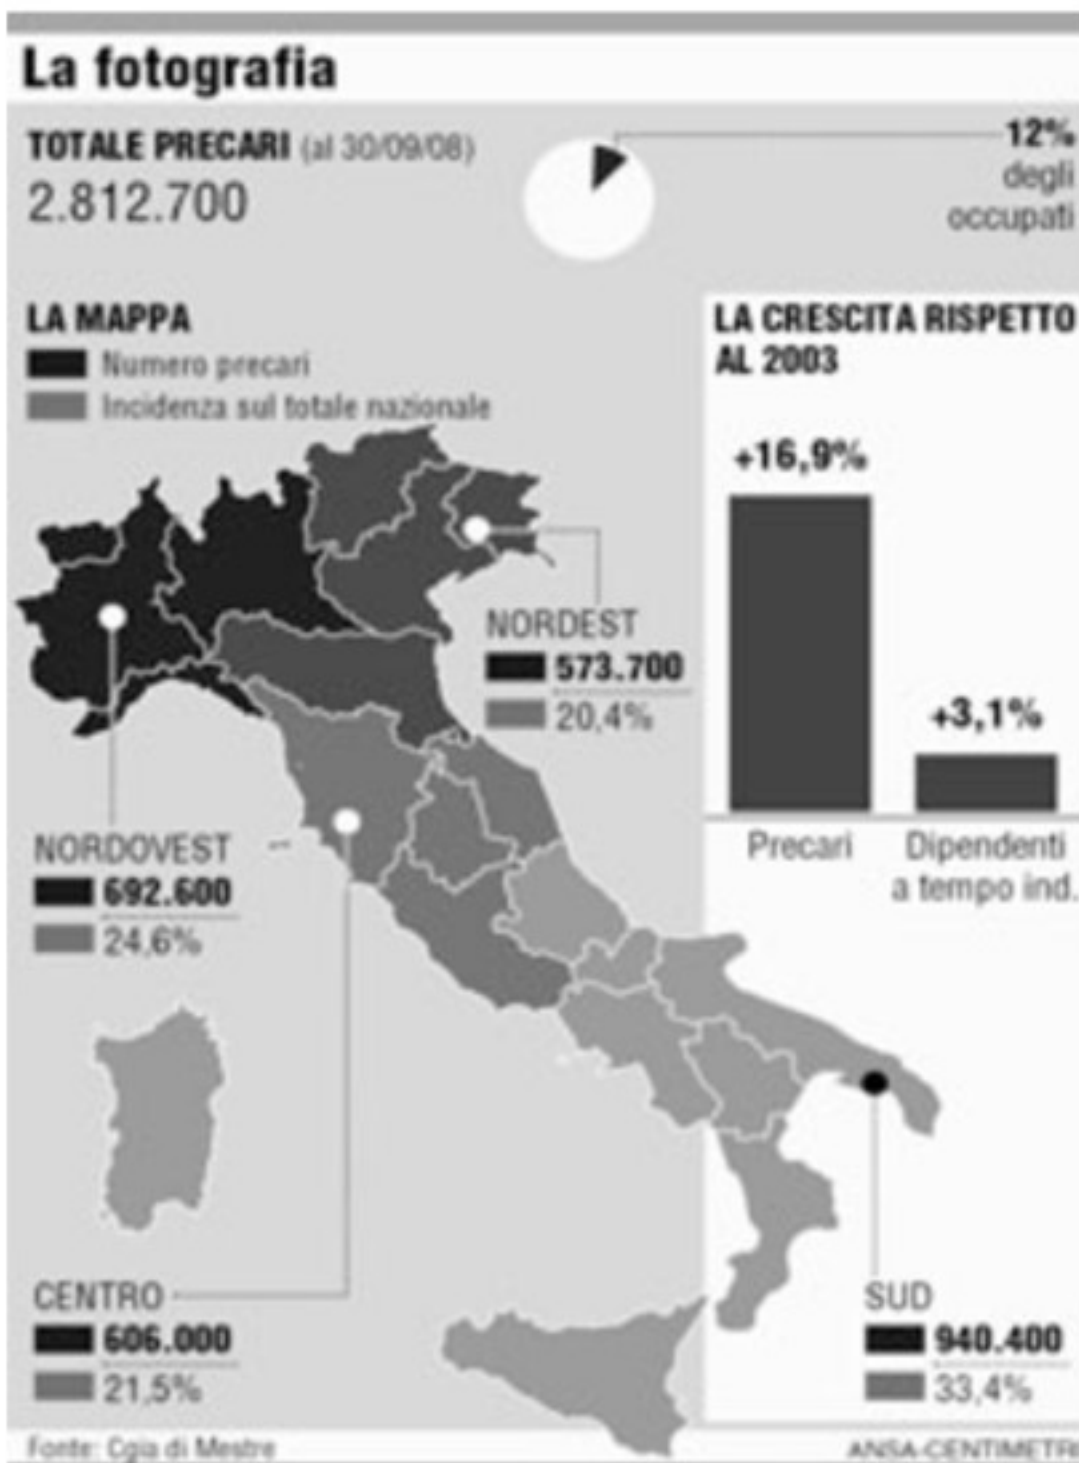 La fotografia
TOTALE PRECARI (al 30/09/08)
2.812.700
12%
degli
occupati
LA MAPPA
Numero precari
Incidenza sul totale nazionale
NORDEST
573.700
20,4%
NORDOVEST
692.600
24,6%
CENTRO
606.000
21,5%
SUD
940.400
33,4%
LA CRESCITA RISPETTO
AL 2003
+16,9%
+3,1%
Precari
Dipendenti
a tempo ind.
Fonte: Cgia di Mestre
ANSA-CENTIMETRI